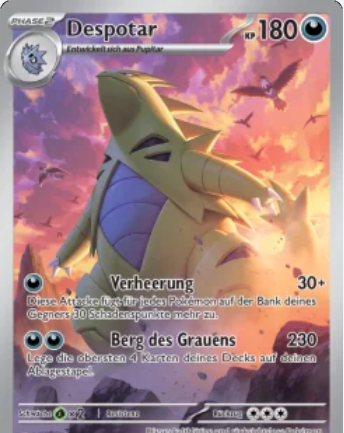 PHASE 2
Despotar
KP 180
Entwickelt sich aus Pupitar
Verheerung 30+
Diese Attacke fügt für jedes Pokémon auf der Bank deines
Gegners 30 Schadenspunkte mehr zu.
Berg des Grauens 230
Lege die obersten 4 Karten deines Decks auf deinen
Ablagestapel.
Schwäche ×2 Resistenz Rückzug